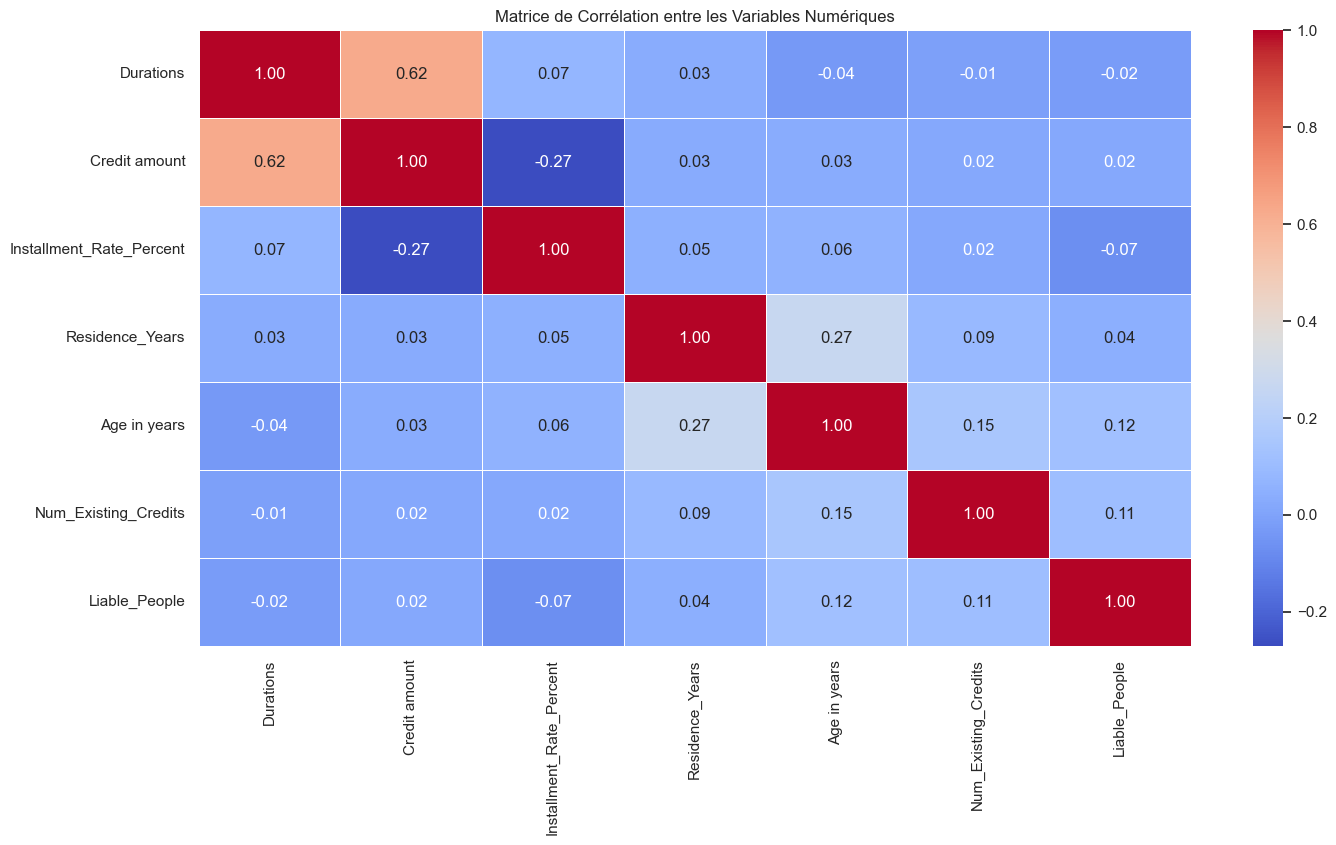 Matrice de Corrélation entre les Variables Numériques
Durations 1.00 0.62 0.07 0.03 -0.04 -0.01 -0.02
Credit amount 0.62 1.00 -0.27 0.03 0.03 0.02 0.02
Installment_Rate_Percent 0.07 -0.27 1.00 0.05 0.06 0.02 -0.07
Residence_Years 0.03 0.03 0.05 1.00 0.27 0.09 0.04
Age in years -0.04 0.03 0.06 0.27 1.00 0.15 0.12
Num_Existing_Credits -0.01 0.02 0.02 0.09 0.15 1.00 0.11
Liable_People -0.02 0.02 -0.07 0.04 0.12 0.11 1.00
Durations
Credit amount
Installment_Rate_Percent
Residence_Years
Age in years
Num_Existing_Credits
Liable_People
1.0
0.8
0.6
0.4
0.2
0.0
−0.2